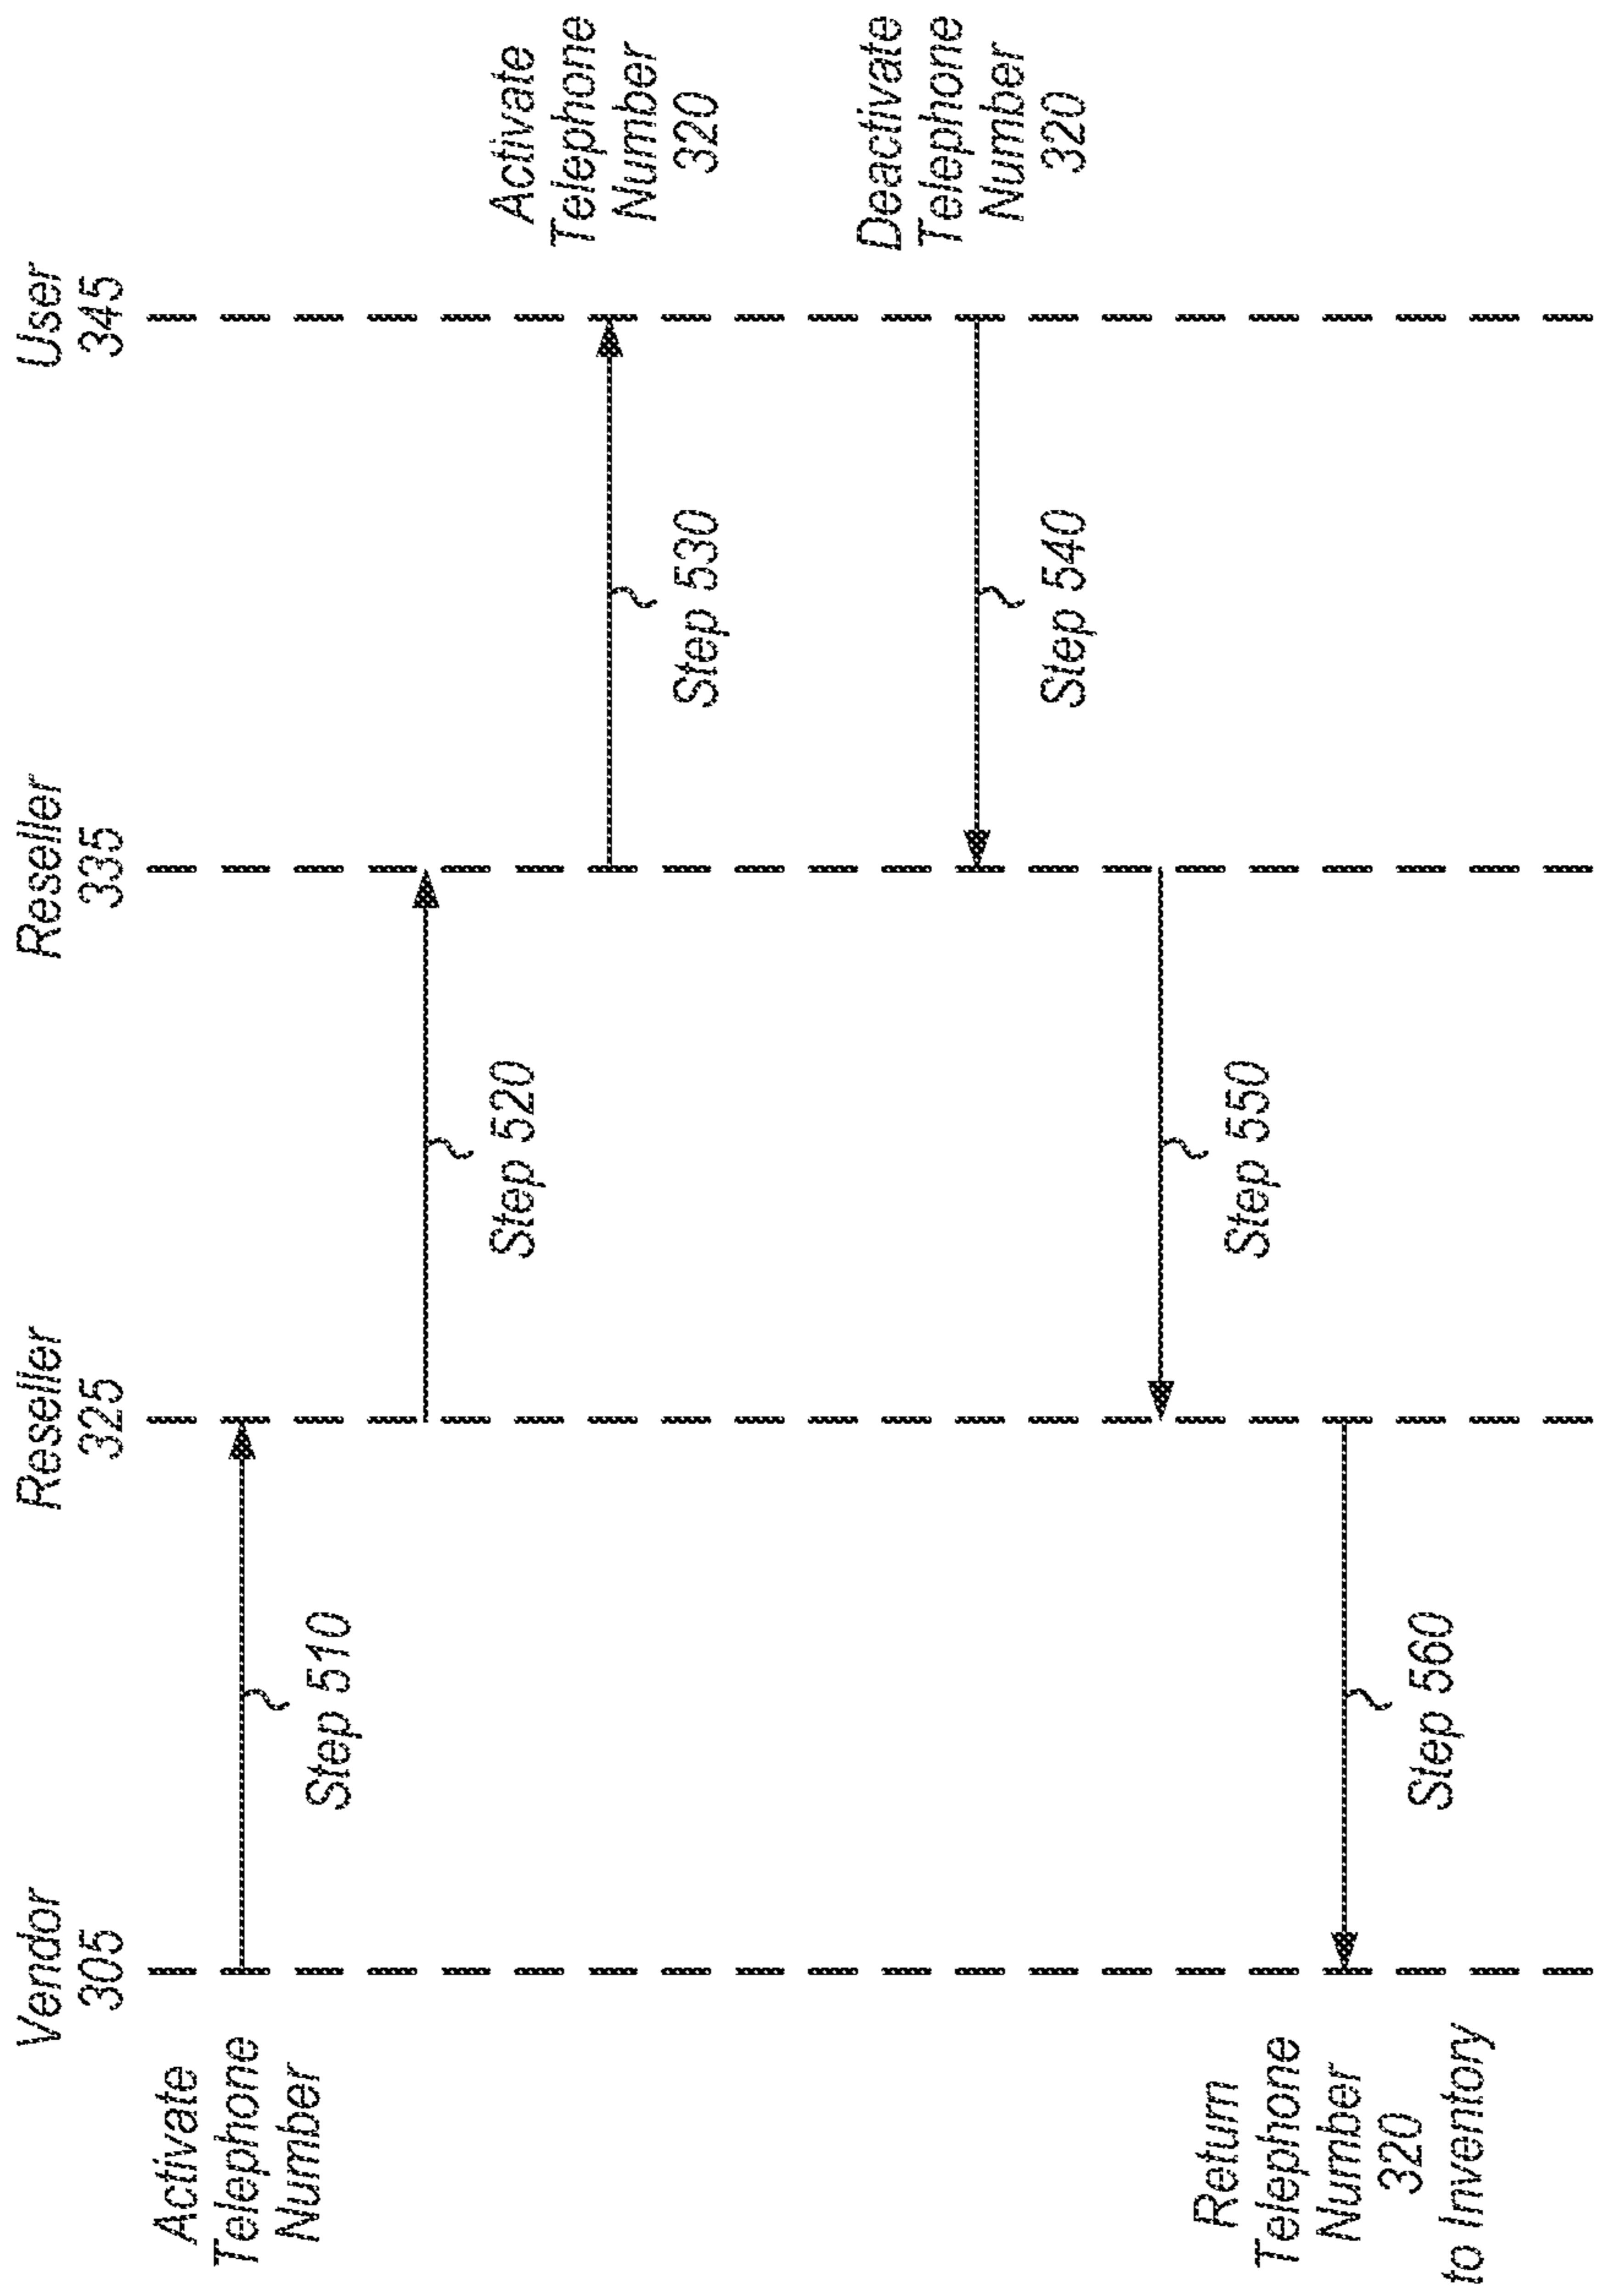 Vendor
305
Reseller
325
Reseller
335
User
345
Activate
Telephone
Number
Step 510
Step 520
Activate
Telephone
Number
320
Step 530
Deactivate
Telephone
Number
320
Step 540
Step 550
Return
Telephone
Number
320
to Inventory
Step 560